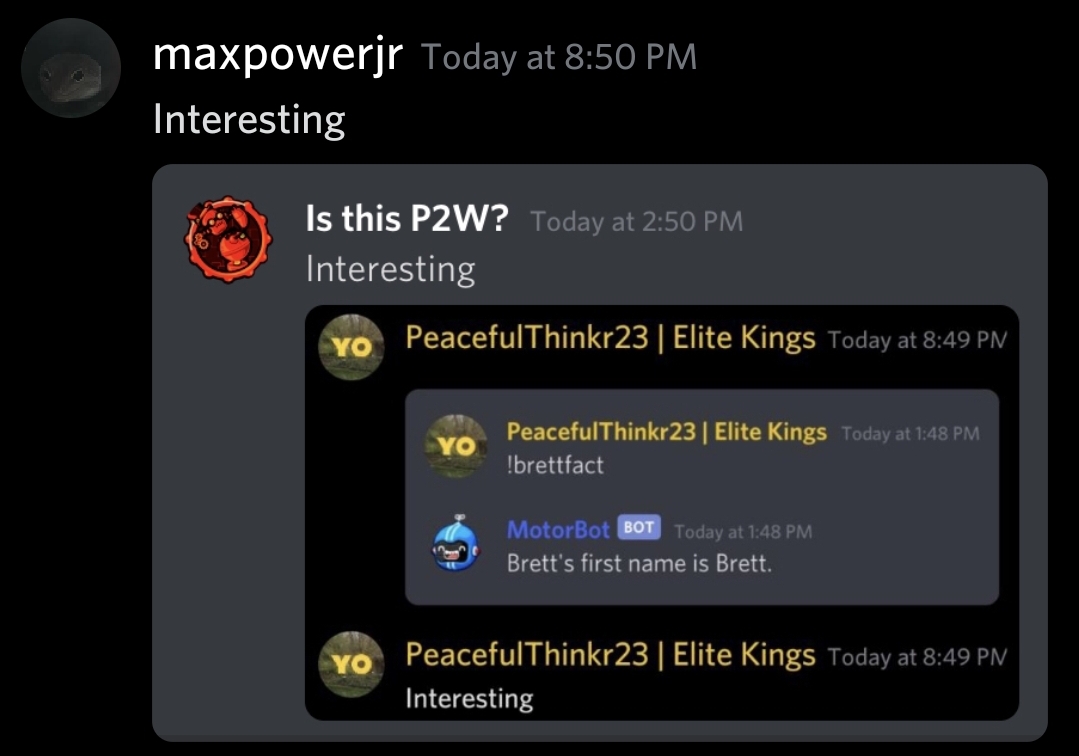 maxpowerjr Today at 8:50 PM
Interesting
Is this P2W? Today at 2:50 PM
Interesting
YO PeacefulThinkr23 | Elite Kings Today at 8:49 PM
YO PeacefulThinkr23 | Elite Kings Today at 1:48 PM
!brettfact
MotorBot BOT Today at 1:48 PM
Brett's first name is Brett.
YO PeacefulThinkr23 | Elite Kings Today at 8:49 PM
Interesting